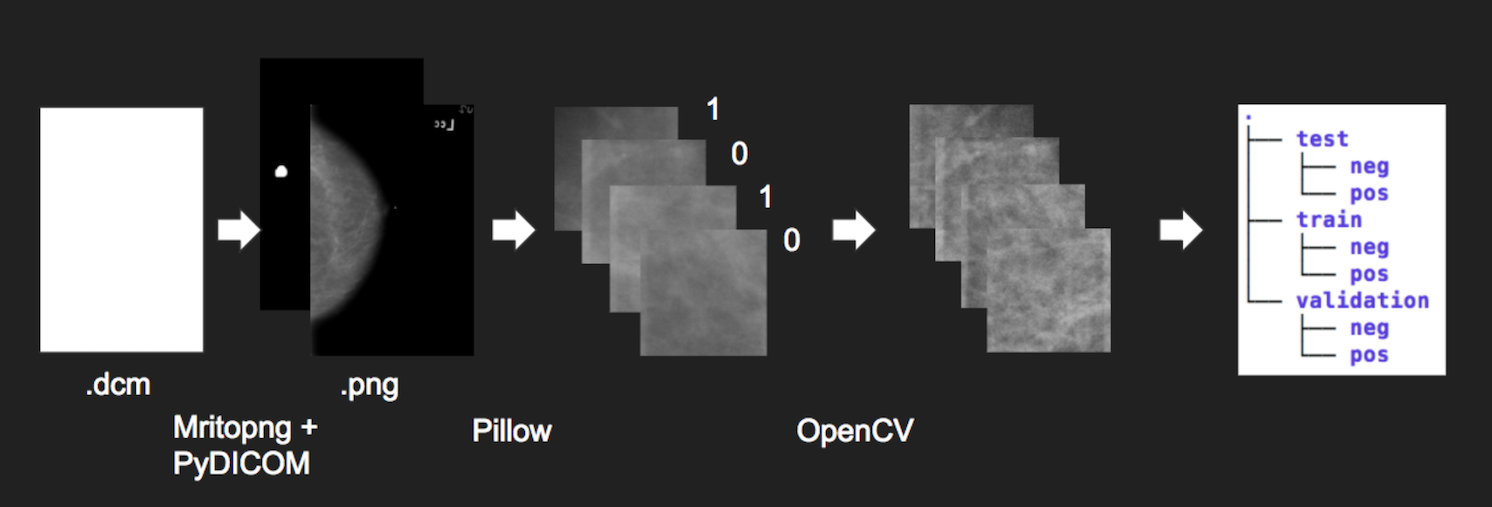 1
0
1
0
.
test
neg
pos
train
neg
pos
validation
neg
pos
.dcm
.png
Mritopng +
PyDICOM
Pillow
OpenCV